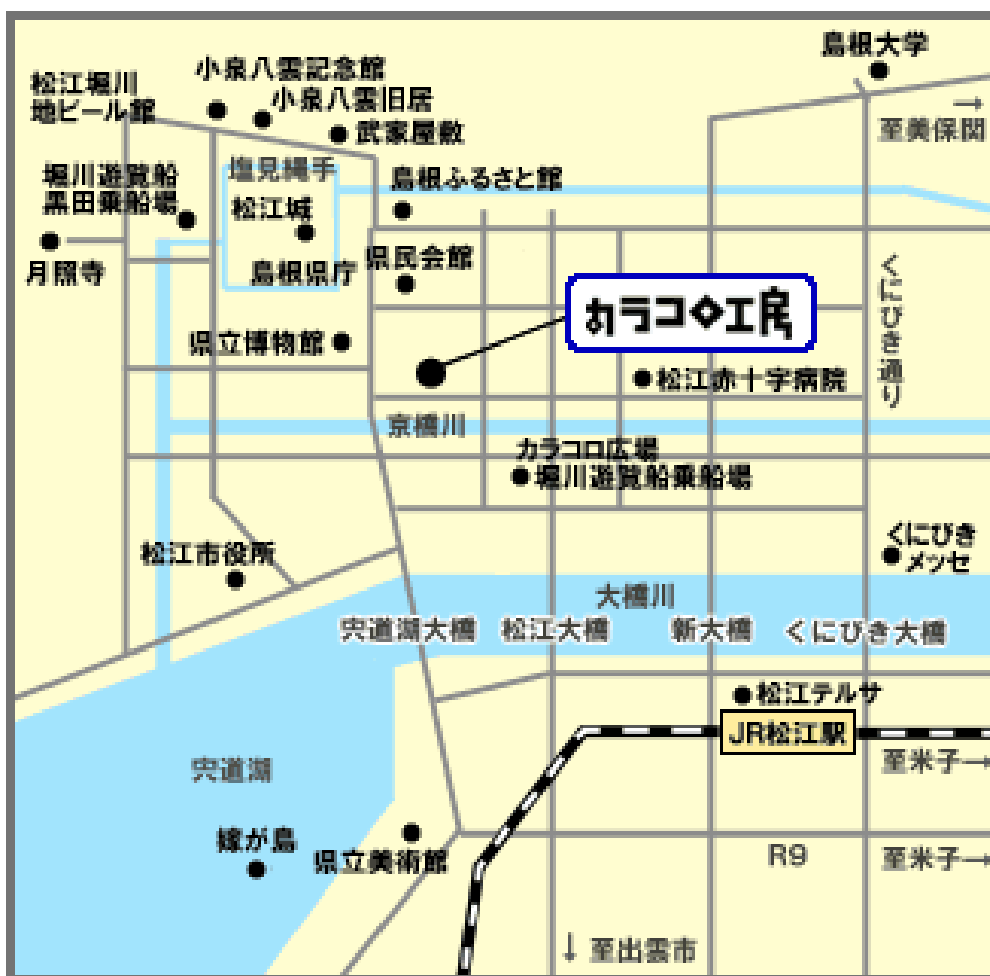 島根大学
小泉八雲記念館
松江堀川
地ビール館
小泉八雲旧居
武家屋敷
至美保関
→
塩見縄手
堀川遊覧船
黒田乗船場
島根ふるさと館
松江城
月照寺
島根県庁
県民会館
くにびき通り
カラコロ工房
県立博物館
松江赤十字病院
京橋川
カラコロ広場
堀川遊覧船乗船場
松江市役所
くにびき
メッセ
大橋川
宍道湖大橋
松江大橋
新大橋
くにびき大橋
松江テルサ
JR松江駅
至米子→
宍道湖
嫁が島
県立美術館
R9
至米子→
↓ 至出雲市